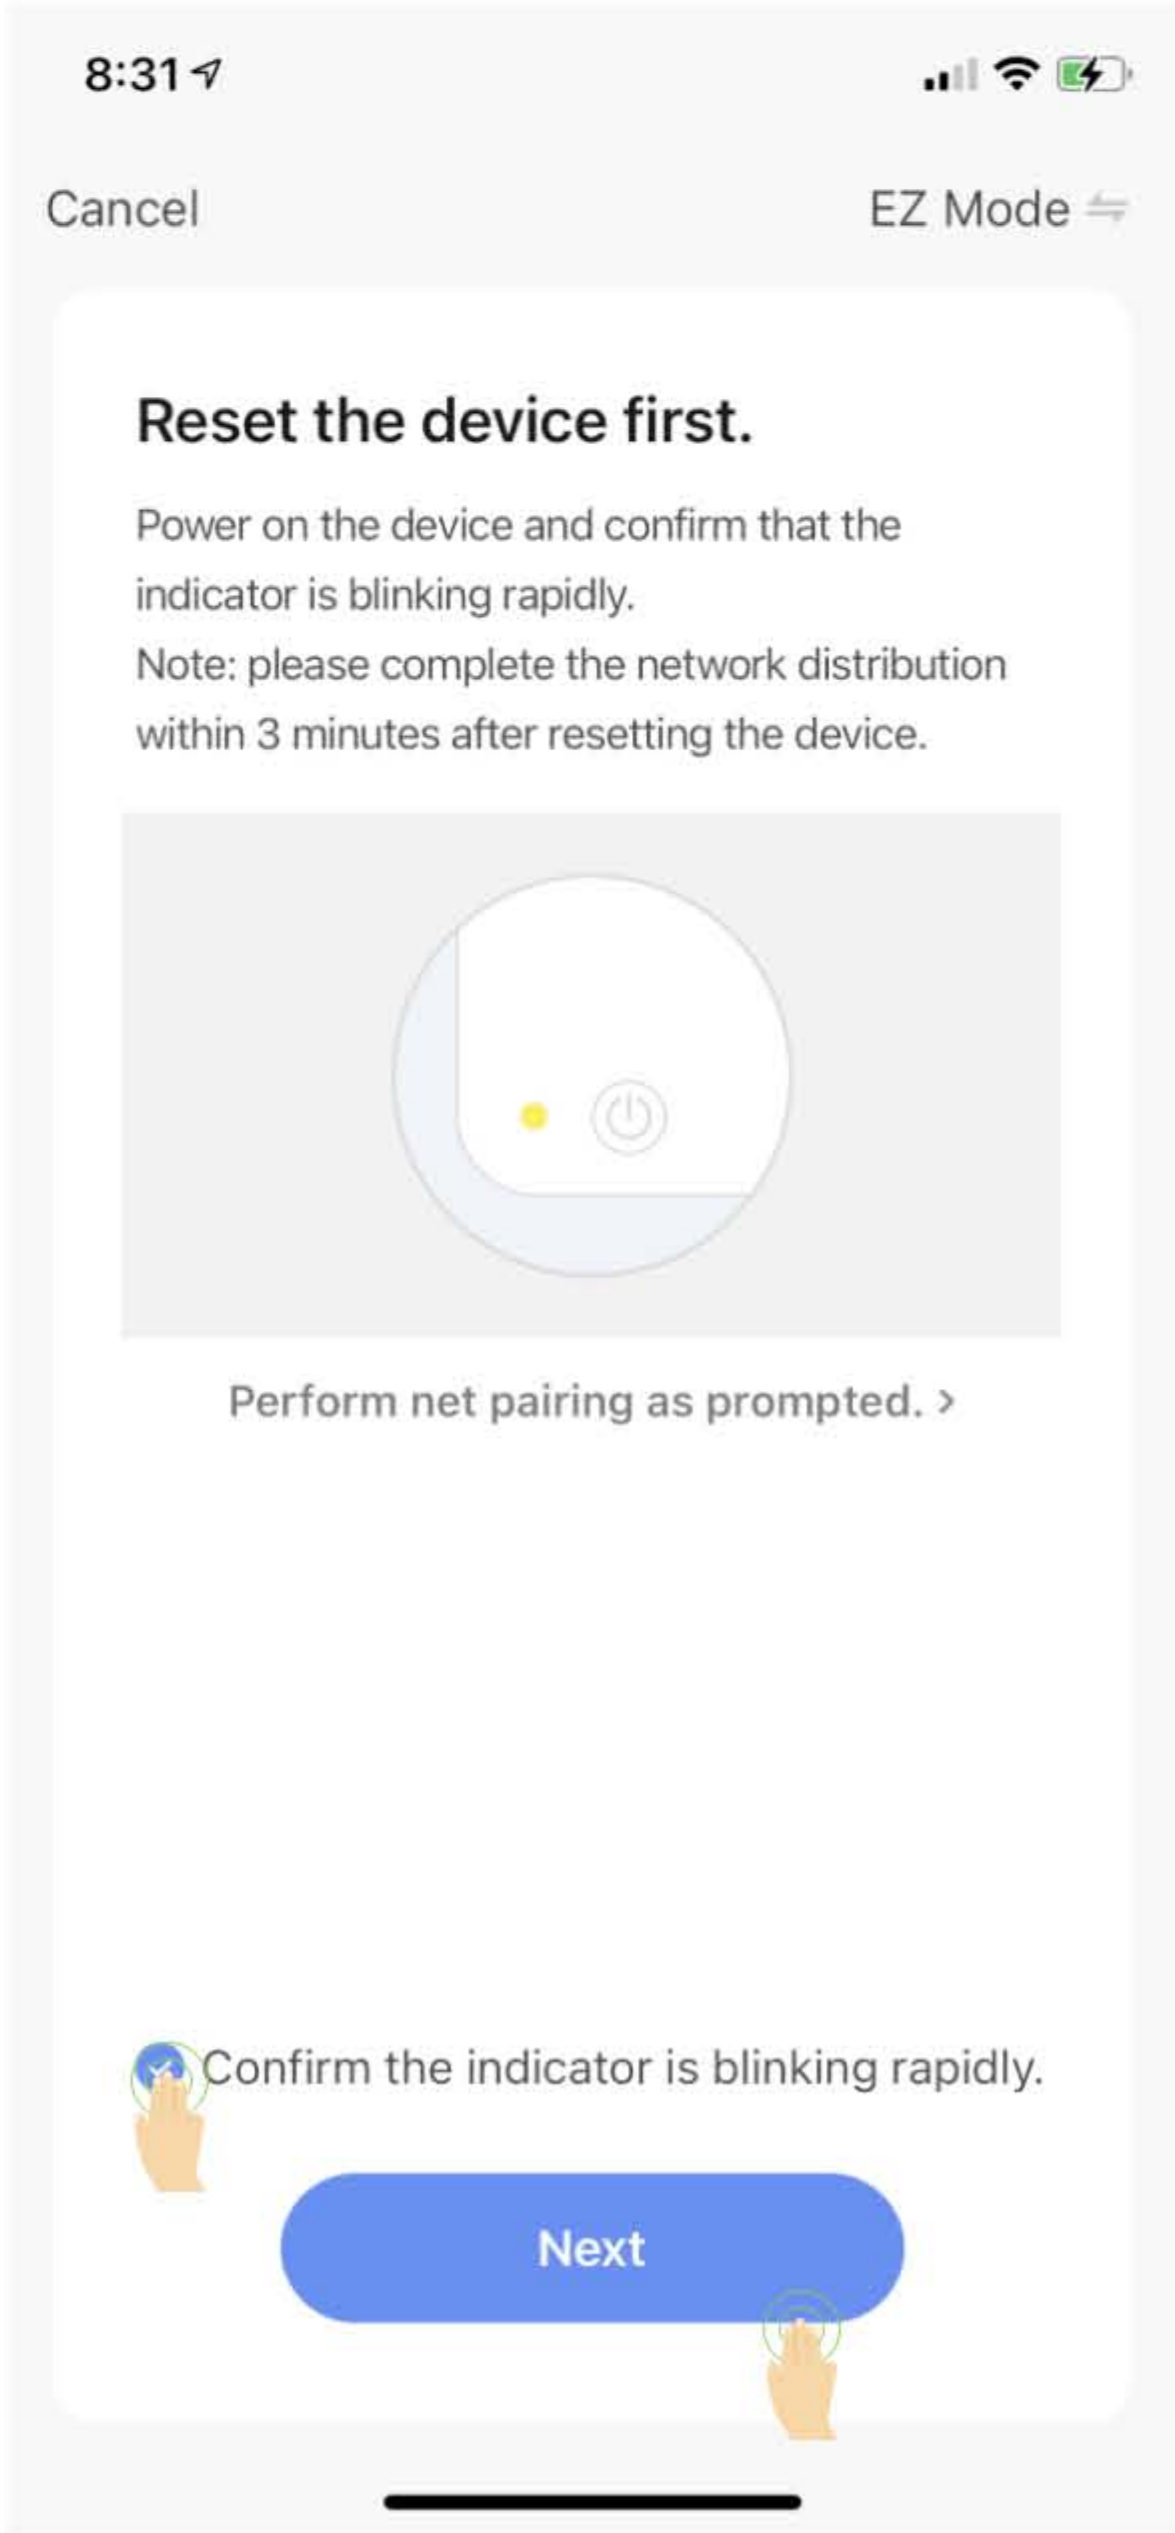 8:31
Cancel
EZ Mode
Reset the device first.
Power on the device and confirm that the
indicator is blinking rapidly.
Note: please complete the network distribution
within 3 minutes after resetting the device.
Perform net pairing as prompted. >
Confirm the indicator is blinking rapidly.
Next